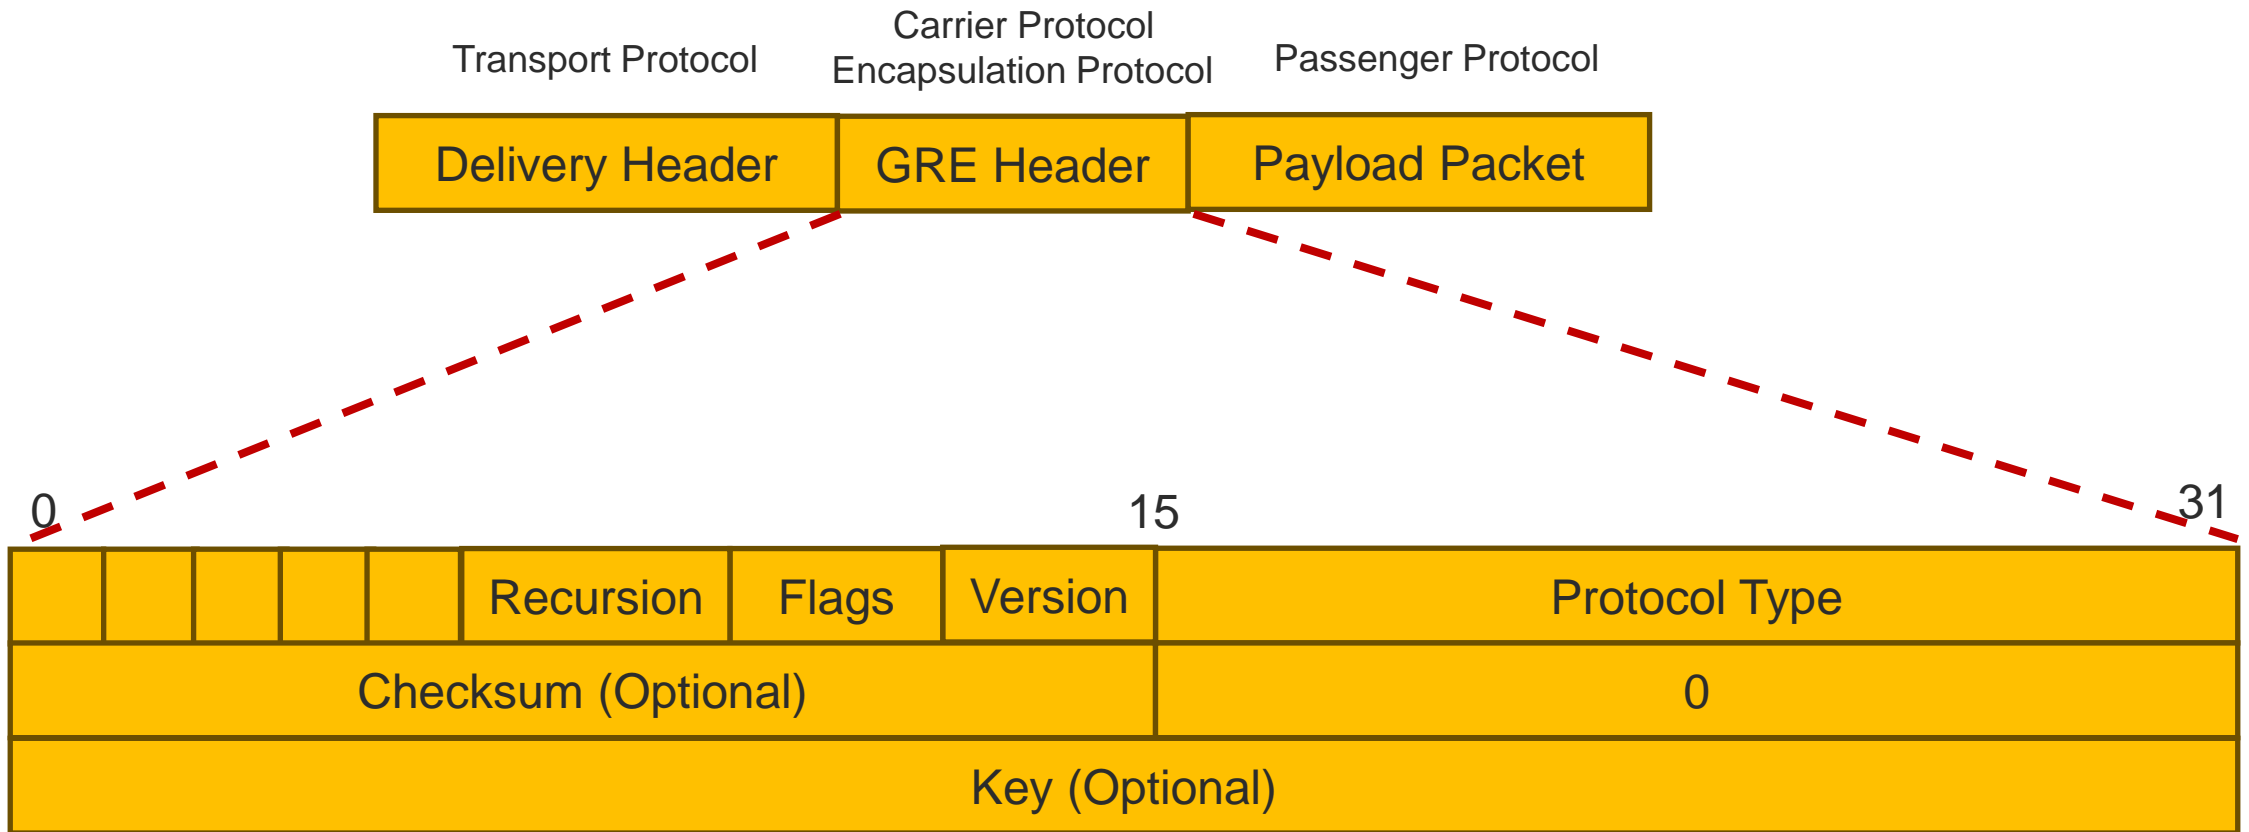 Transport Protocol
Carrier Protocol
Encapsulation Protocol
Passenger Protocol
Delivery Header
GRE Header
Payload Packet
0
15
31
Recursion
Flags
Version
Protocol Type
Checksum (Optional)
0
Key (Optional)